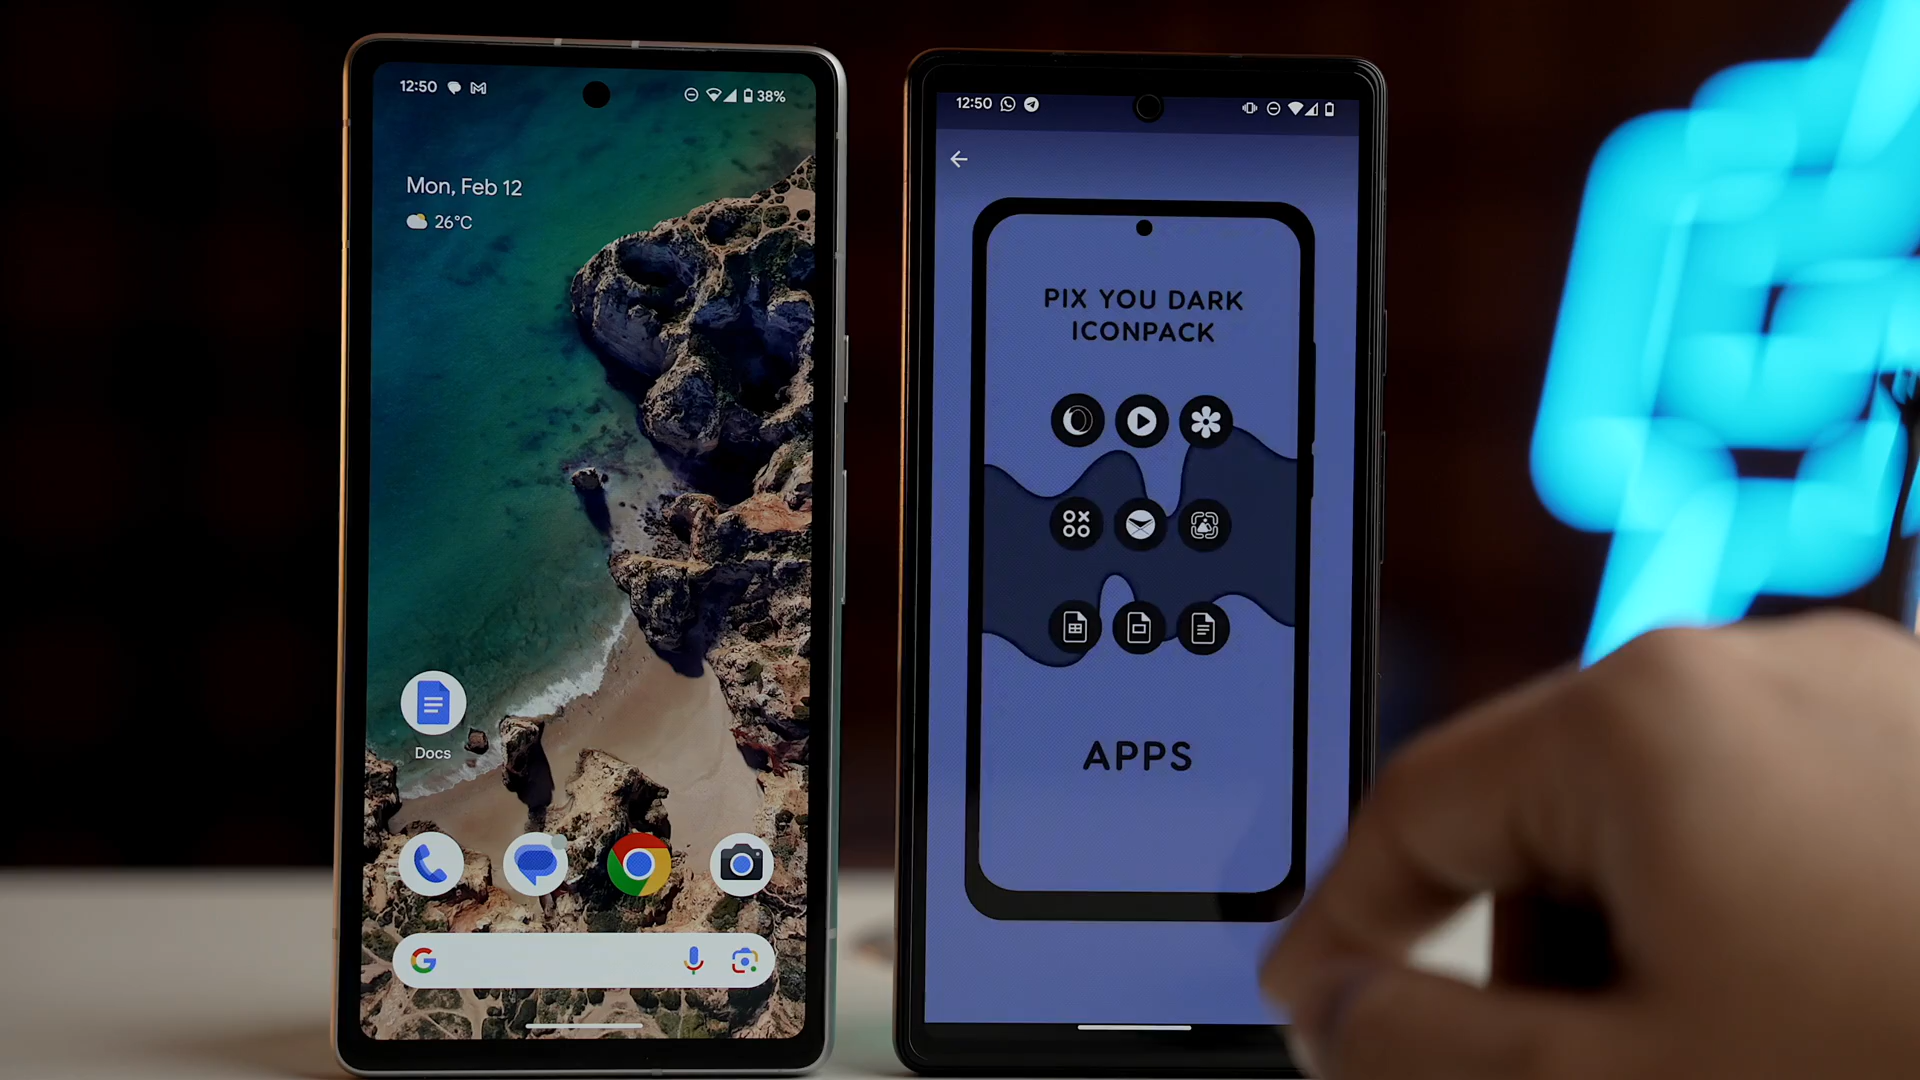 12:50
38%
Mon, Feb 12
26°C
Docs
G
12:50
PIX YOU DARK
ICONPACK
APPS